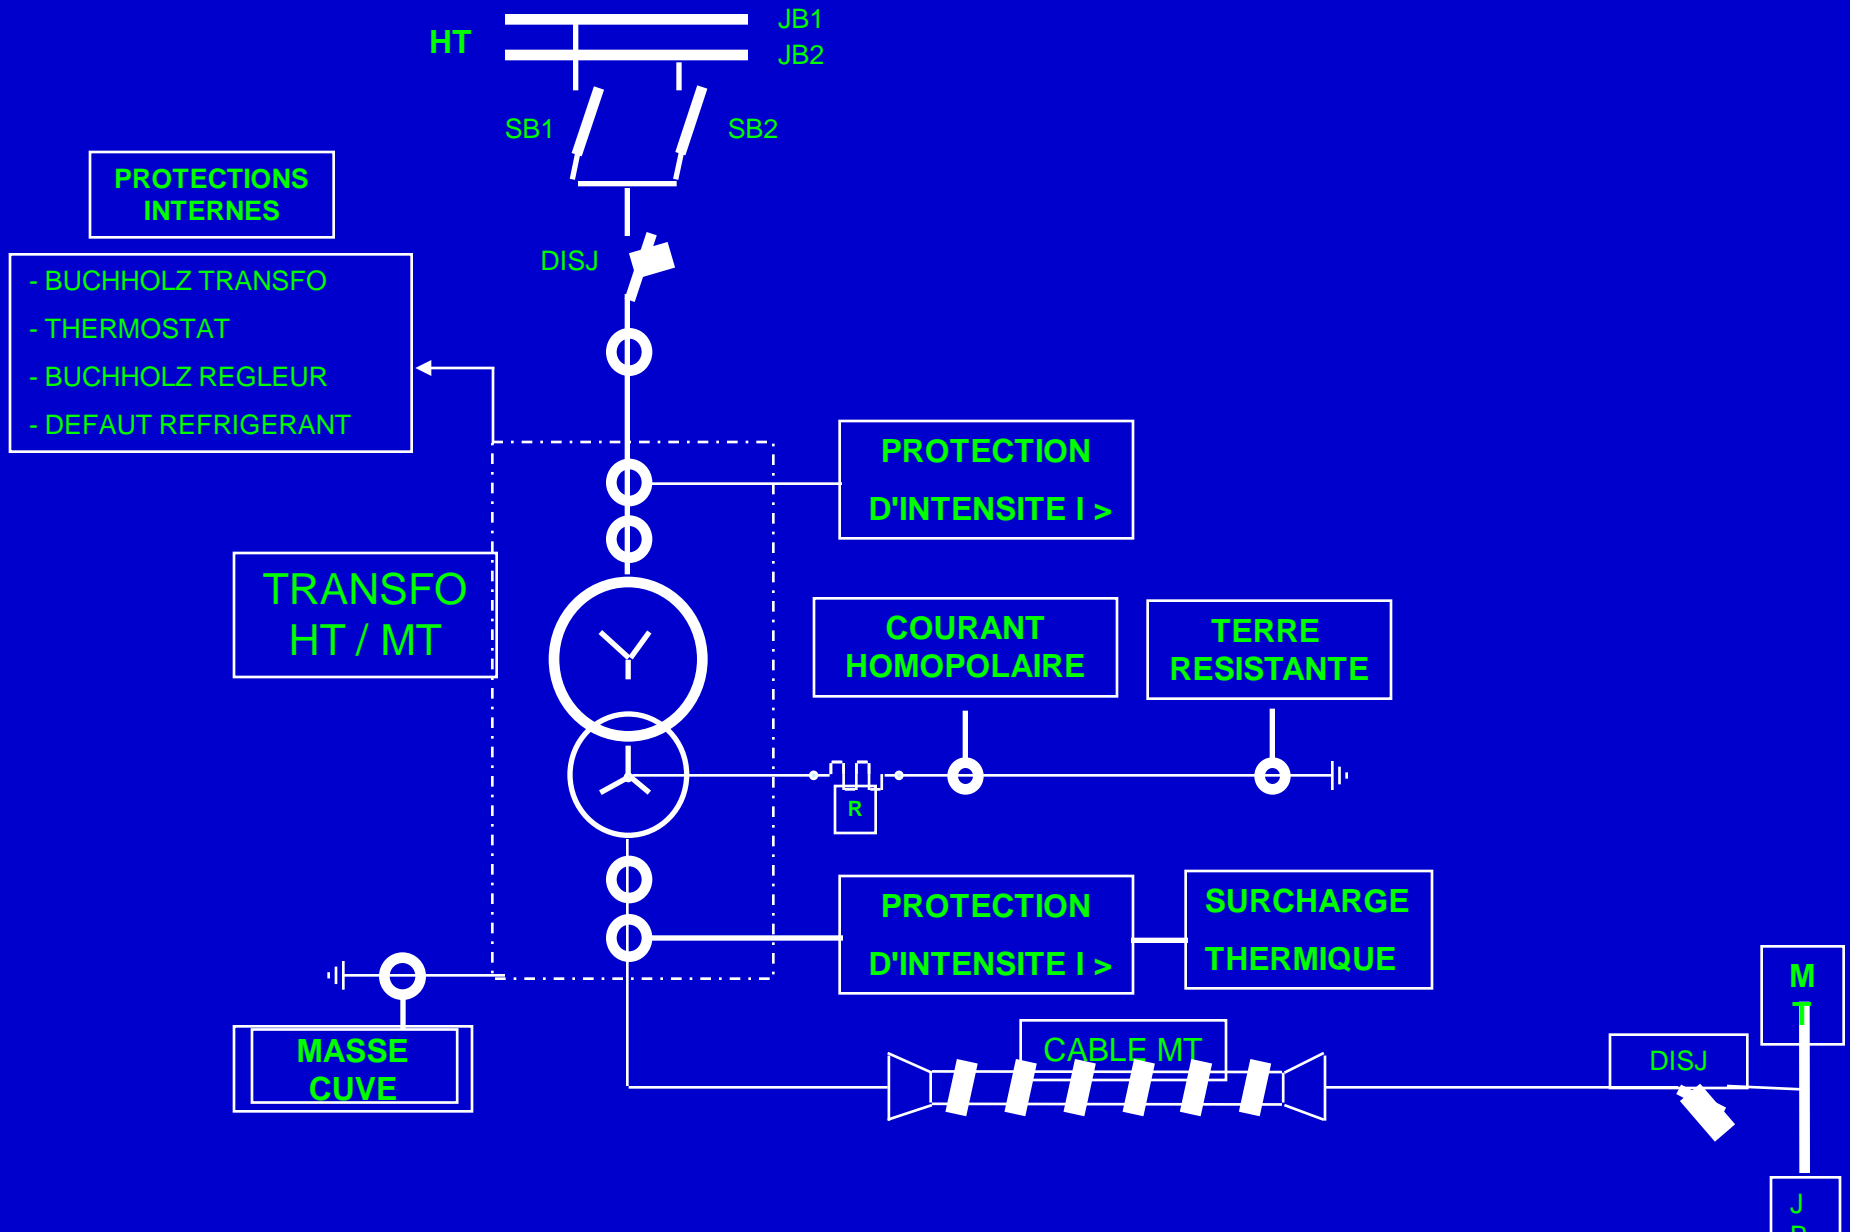 HT
JB1
JB2
SB1
SB2
PROTECTIONS
INTERNES
DISJ
- BUCHHOLZ TRANSFO
- THERMOSTAT
- BUCHHOLZ REGLEUR
- DEFAUT REFRIGERANT
PROTECTION
D'INTENSITE I >
TRANSFO
HT / MT
COURANT
HOMOPOLAIRE
TERRE
RESISTANTE
R
PROTECTION
D'INTENSITE I >
SURCHARGE
THERMIQUE
MASSE
CUVE
CABLE MT
DISJ
M
T
J